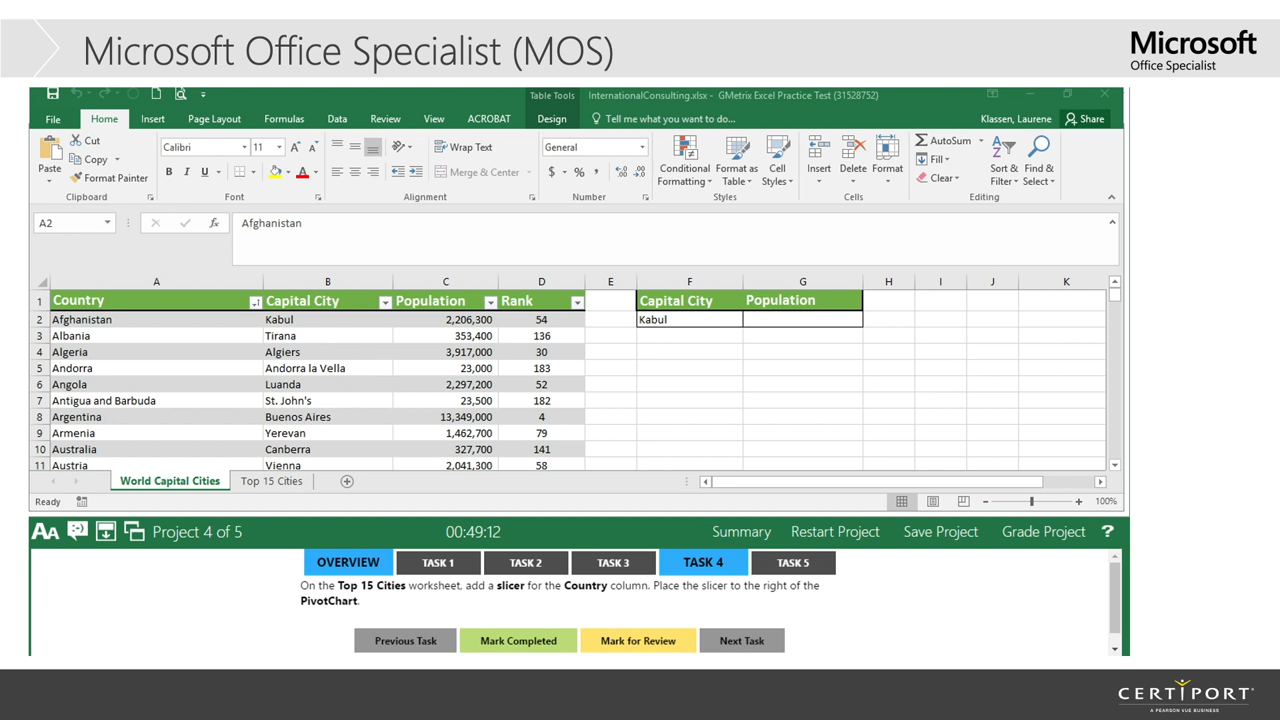 Microsoft Office Specialist (MOS)
Microsoft
Office Specialist
Table Tools InternationalConsulting.xlsx - GMetrix Excel Practice Test (31528752)
File Home Insert Page Layout Formulas Data Review View ACROBAT Design Tell me what you want to do... Klassen, Laurene Share
Paste Cut Copy Format Painter
Calibri 11 B I U A A A
Wrap Text Merge & Center
General $ % ,
Conditional Formatting Format as Table Cell Styles
Insert Delete Format
AutoSum Fill Clear Sort & Filter Find & Select
Clipboard Font Alignment Number Styles Cells Editing
A2 fx Afghanistan
A B C D E F G H I J K
1 Country Capital City Population Rank Capital City Population
2 Afghanistan Kabul 2,206,300 54 Kabul
3 Albania Tirana 353,400 136
4 Algeria Algiers 3,917,000 30
5 Andorra Andorra la Vella 23,000 183
6 Angola Luanda 2,297,200 52
7 Antigua and Barbuda St. John's 23,500 182
8 Argentina Buenos Aires 13,349,000 4
9 Armenia Yerevan 1,462,700 79
10 Australia Canberra 327,700 141
11 Austria Vienna 2,041,300 58
World Capital Cities Top 15 Cities
Ready 100%
AA Project 4 of 5 00:49:12 Summary Restart Project Save Project Grade Project ?
OVERVIEW TASK 1 TASK 2 TASK 3 TASK 4 TASK 5
On the Top 15 Cities worksheet, add a slicer for the Country column. Place the slicer to the right of the
PivotChart.
Previous Task Mark Completed Mark for Review Next Task
CERTIPORT
A PEARSON VUE BUSINESS